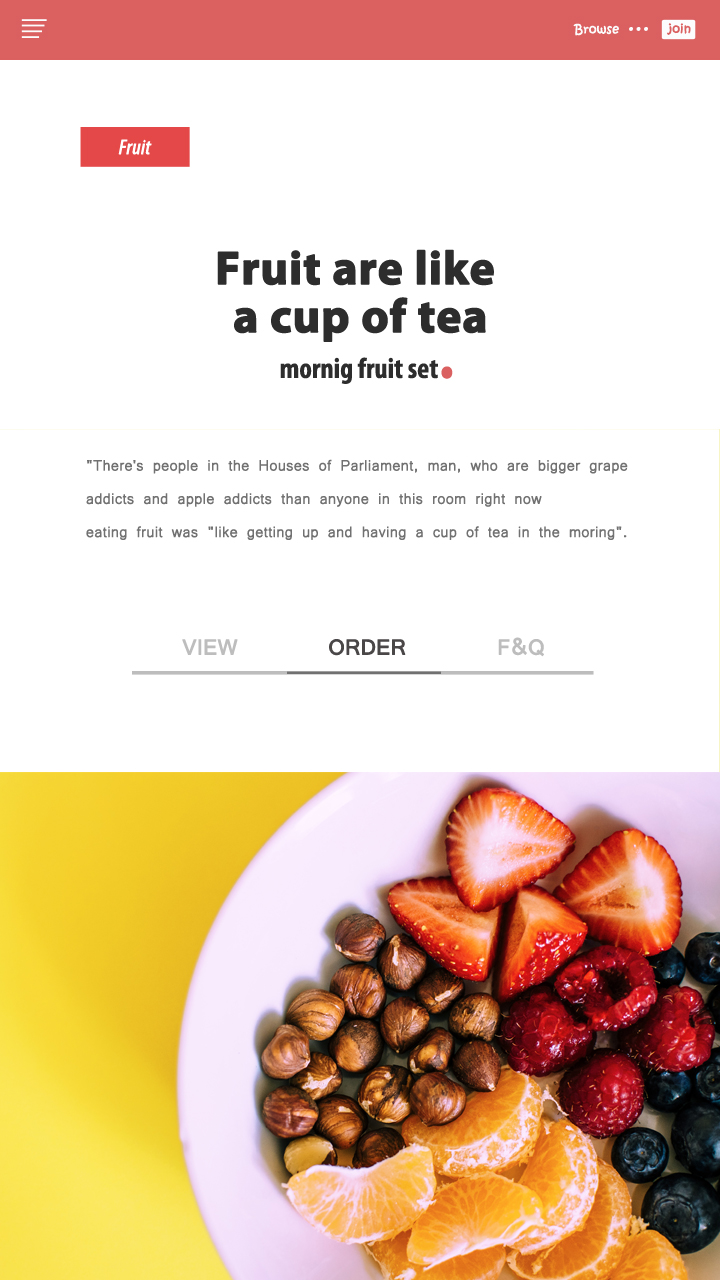 Browse ••• join
Fruit
Fruit are like
a cup of tea
mornig fruit set
"There's people in the Houses of Parliament, man, who are bigger grape
addicts and apple addicts than anyone in this room right now
eating fruit was "like getting up and having a cup of tea in the moring".
VIEW ORDER F&Q